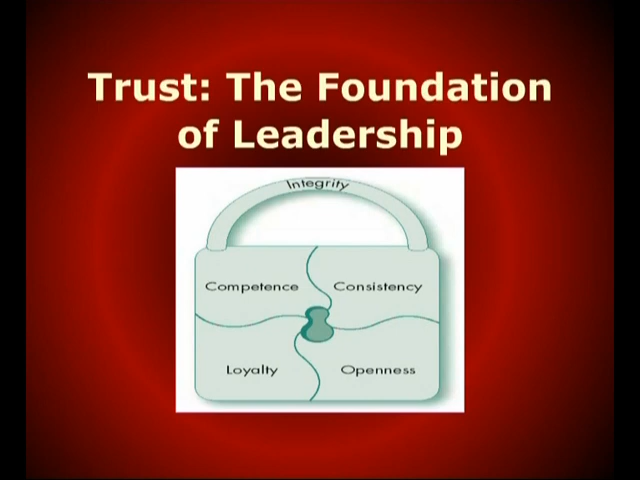 Trust: The Foundation
of Leadership
Integrity
Competence
Consistency
Loyalty
Openness